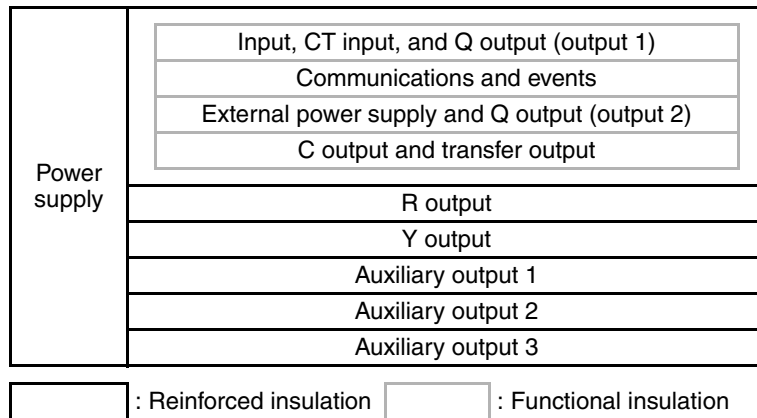 Input, CT input, and Q output (output 1)
Communications and events
External power supply and Q output (output 2)
C output and transfer output
Power
supply
R output
Y output
Auxiliary output 1
Auxiliary output 2
Auxiliary output 3
: Reinforced insulation
: Functional insulation